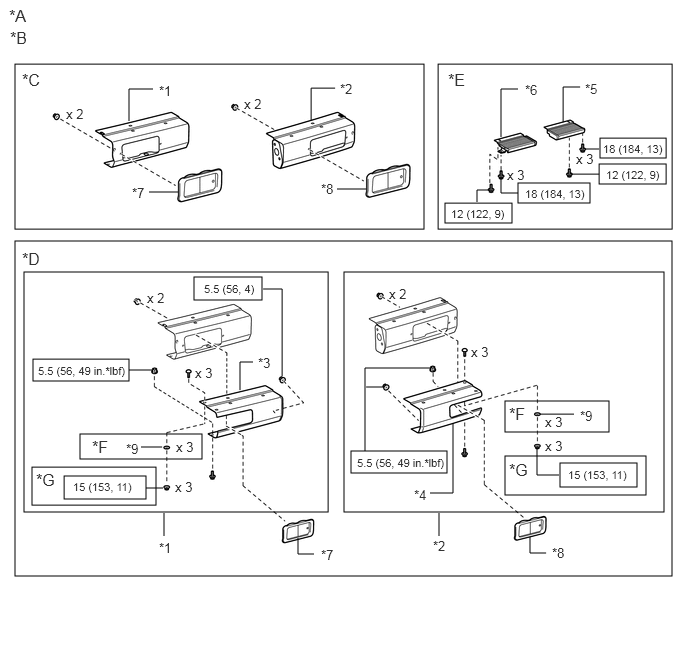 *A
*B
*C
*1
x 2
*7
*2
x 2
*8
*E
*6
*5
18 (184, 13)
x 3
12 (122, 9)
x 3
18 (184, 13)
12 (122, 9)
*D
5.5 (56, 4)
x 2
5.5 (56, 49 in.*lbf)
x 3
*3
*F
*9
x 3
*G
15 (153, 11)
x 3
*1
*7
x 2
x 3
*F
*9
x 3
5.5 (56, 49 in.*lbf)
*4
x 3
*G
15 (153, 11)
*2
*8